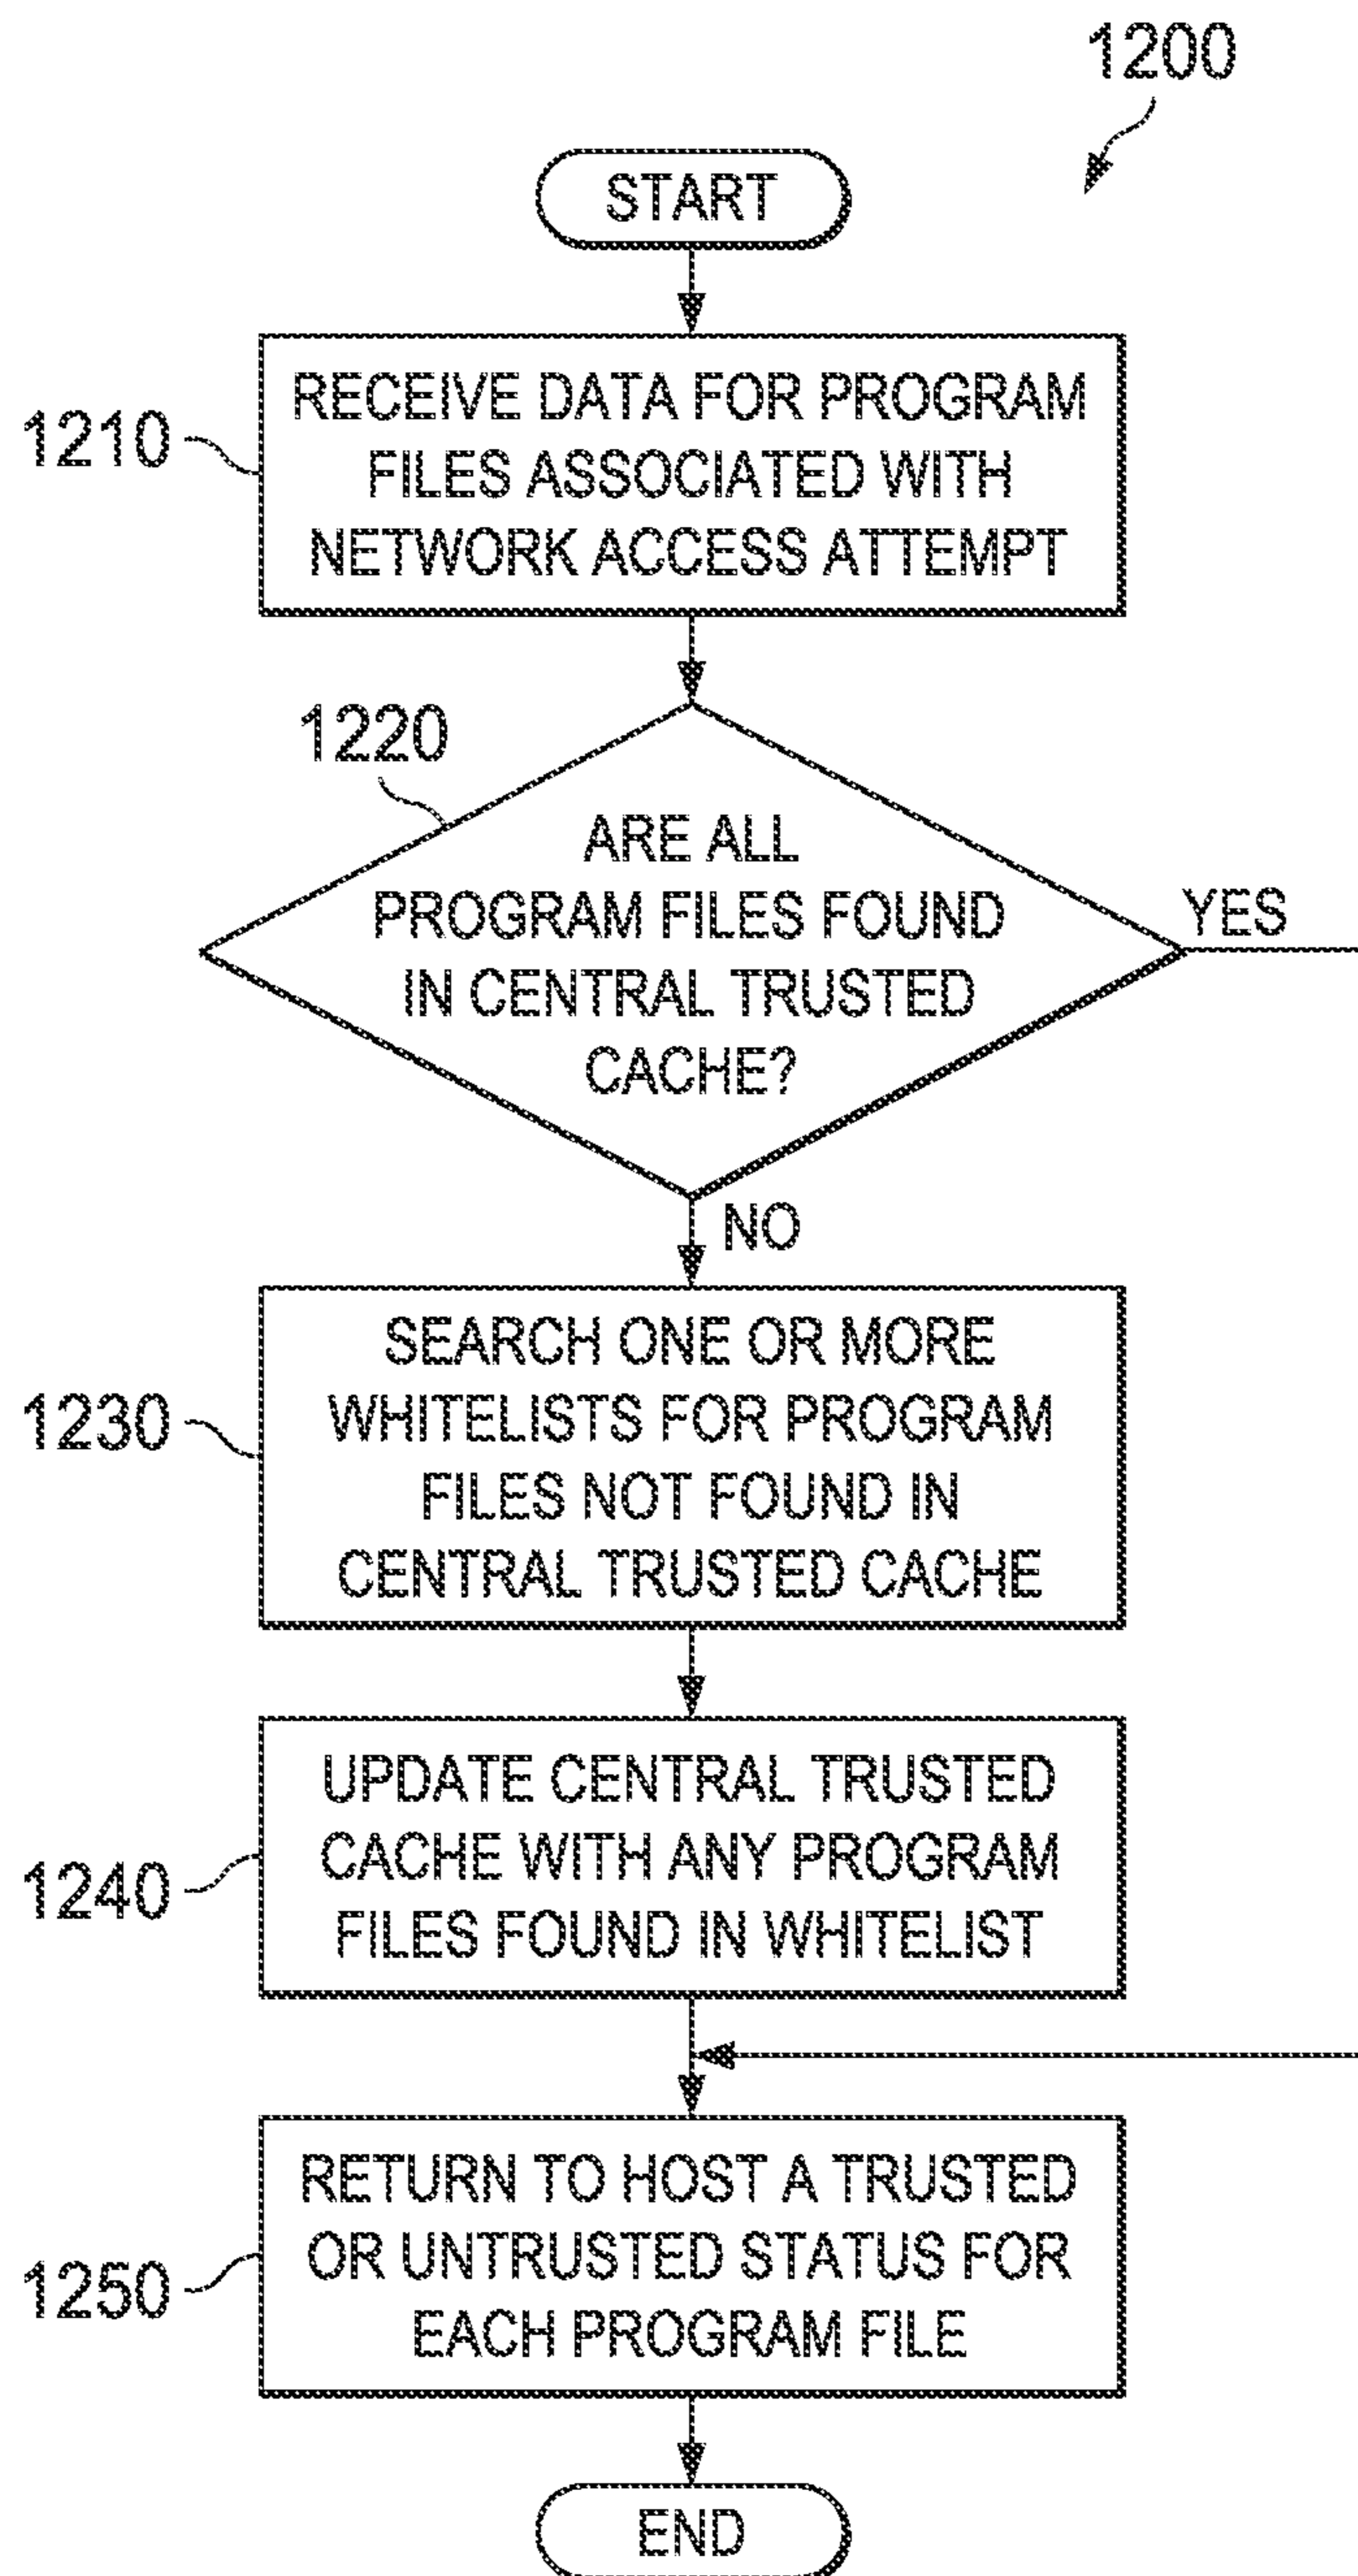 1200
START
1210
RECEIVE DATA FOR PROGRAM
FILES ASSOCIATED WITH
NETWORK ACCESS ATTEMPT
1220
ARE ALL
PROGRAM FILES FOUND
IN CENTRAL TRUSTED
CACHE?
YES
NO
1230
SEARCH ONE OR MORE
WHITELISTS FOR PROGRAM
FILES NOT FOUND IN
CENTRAL TRUSTED CACHE
1240
UPDATE CENTRAL TRUSTED
CACHE WITH ANY PROGRAM
FILES FOUND IN WHITELIST
1250
RETURN TO HOST A TRUSTED
OR UNTRUSTED STATUS FOR
EACH PROGRAM FILE
END